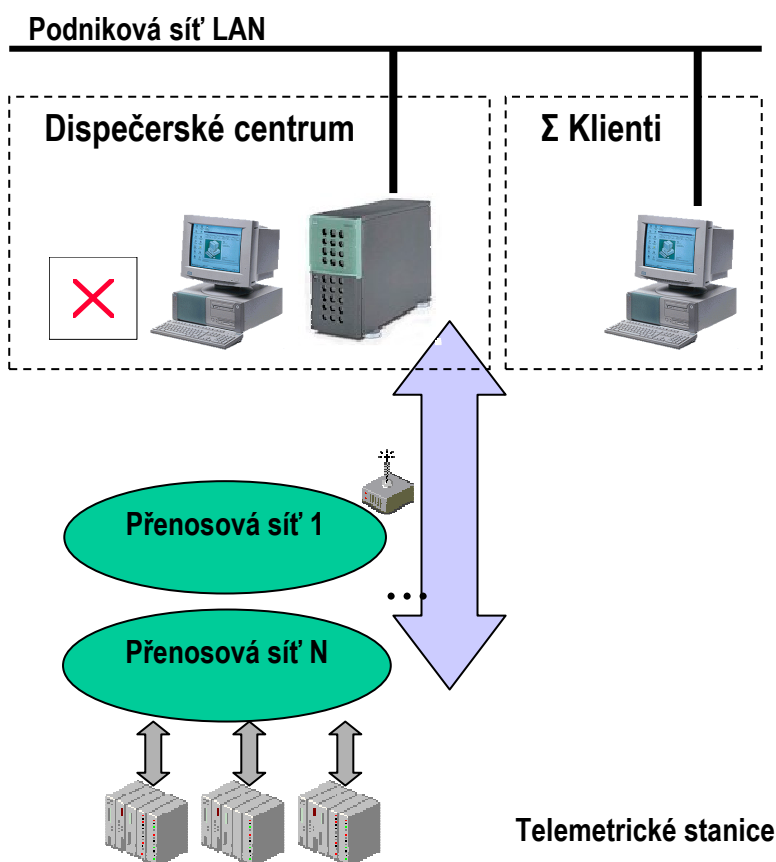 Podniková síť LAN
Dispečerské centrum
Σ Klienti
Přenosová síť 1
...
Přenosová síť N
Telemetrické stanice